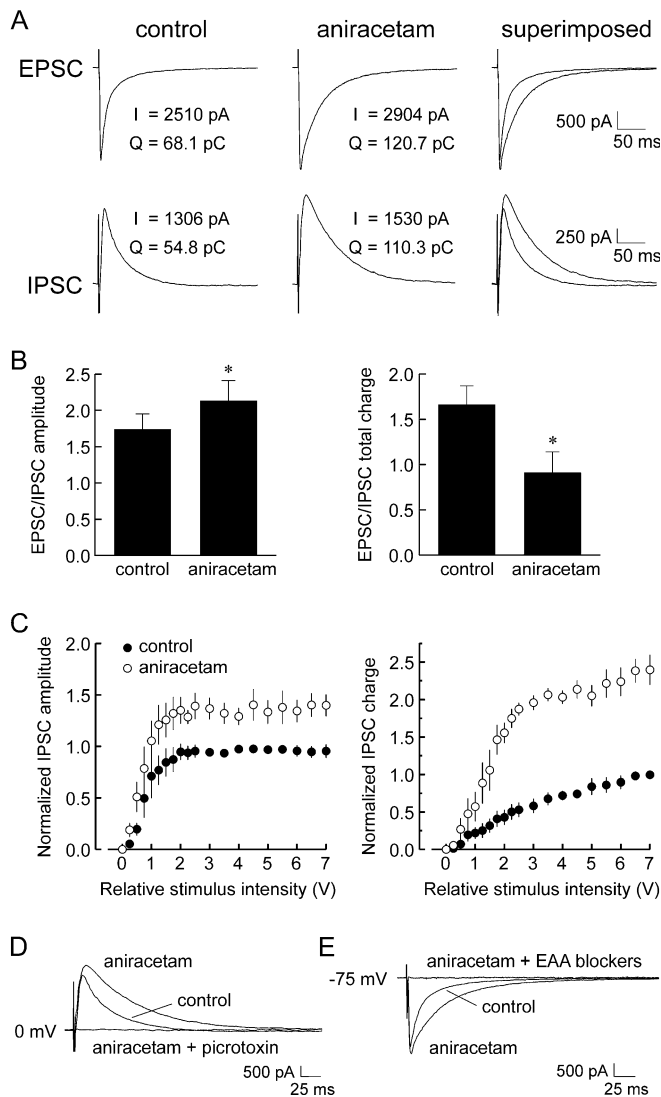 A
control aniracetam superimposed
EPSC
I = 2510 pA
Q = 68.1 pC
I = 2904 pA
Q = 120.7 pC
500 pA
50 ms
I = 1306 pA
Q = 54.8 pC
I = 1530 pA
Q = 110.3 pC
250 pA
50 ms
IPSC
B
EPSC/IPSC amplitude
2.5
2.0
1.5
1.0
0.5
0.0
*
control aniracetam
EPSC/IPSC total charge
2.0
1.5
1.0
0.5
0.0
*
control aniracetam
C
Normalized IPSC amplitude
2.0
1.5
1.0
0.5
0.0
control
aniracetam
0 1 2 3 4 5 6 7
Relative stimulus intensity (V)
Normalized IPSC charge
2.5
2.0
1.5
1.0
0.5
0.0
0 1 2 3 4 5 6 7
Relative stimulus intensity (V)
D
aniracetam
control
0 mV
aniracetam + picrotoxin
500 pA
25 ms
E
aniracetam + EAA blockers
-75 mV
control
aniracetam
500 pA
25 ms